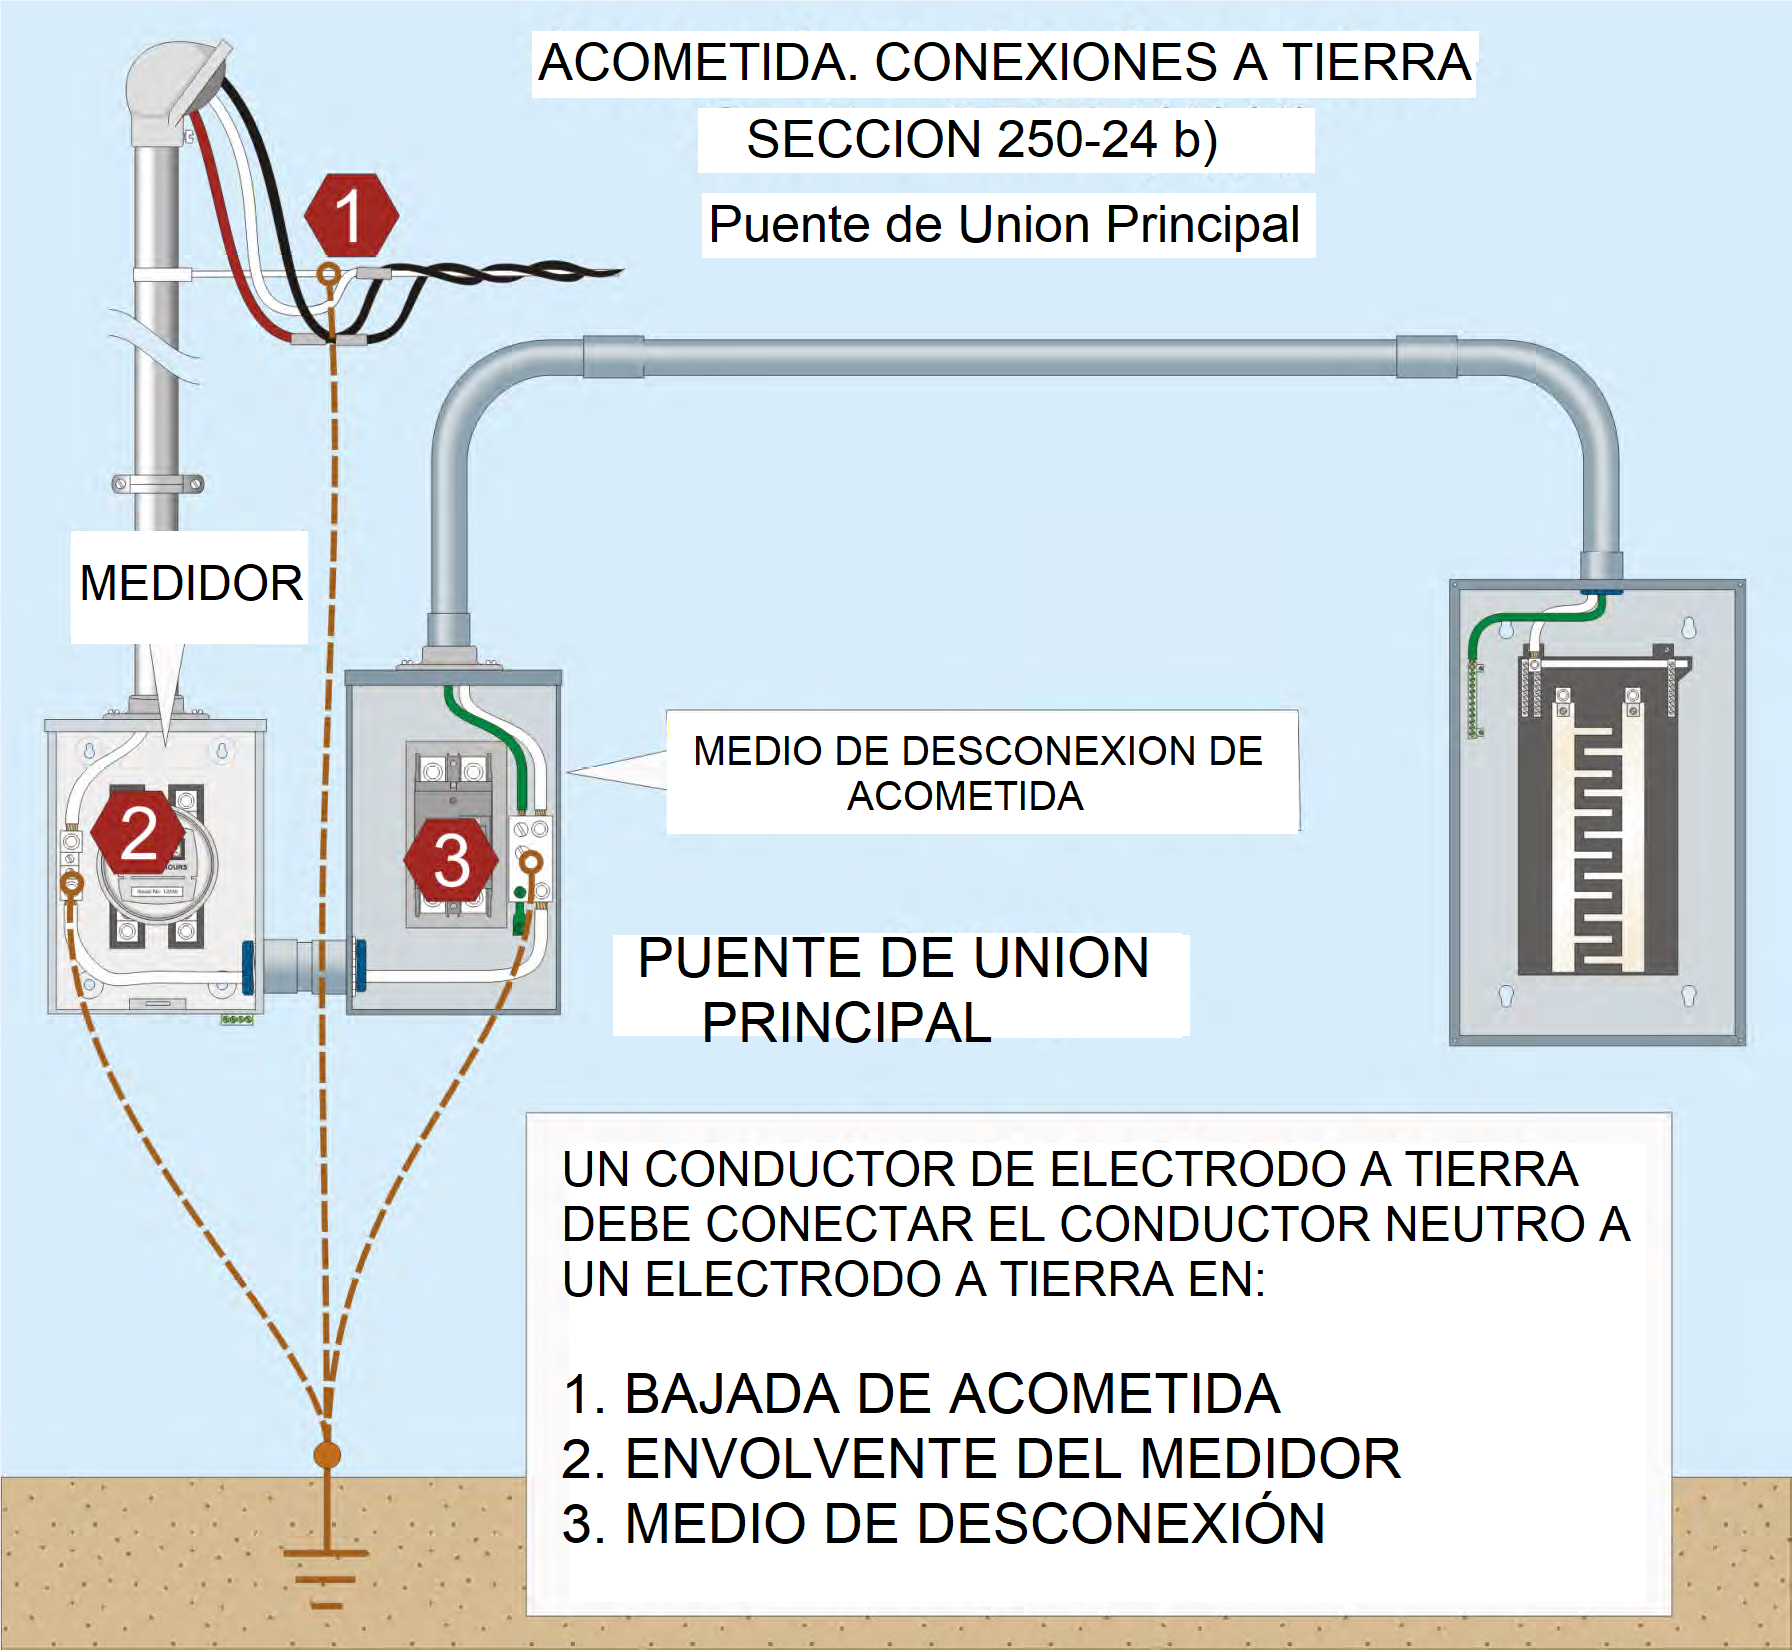 ACOMETIDA. CONEXIONES A TIERRA
SECCION 250-24 b)
Puente de Union Principal
1
MEDIDOR
MEDIO DE DESCONEXION DE
ACOMETIDA
2
3
PUENTE DE UNION
PRINCIPAL
UN CONDUCTOR DE ELECTRODO A TIERRA
DEBE CONECTAR EL CONDUCTOR NEUTRO A
UN ELECTRODO A TIERRA EN:
1. BAJADA DE ACOMETIDA
2. ENVOLVENTE DEL MEDIDOR
3. MEDIO DE DESCONEXIÓN